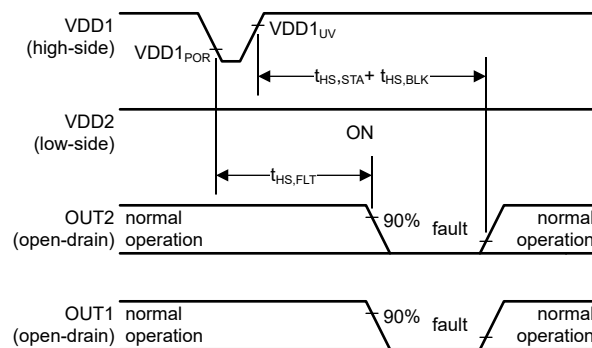 VDD1
(high-side)
VDD1UV
VDD1POR
tHS,STA+ tHS,BLK
VDD2
(low-side)
ON
tHS,FLT
OUT2
(open-drain)
normal
operation
90%
fault
normal
operation
OUT1
(open-drain)
normal
operation
90%
fault
normal
operation